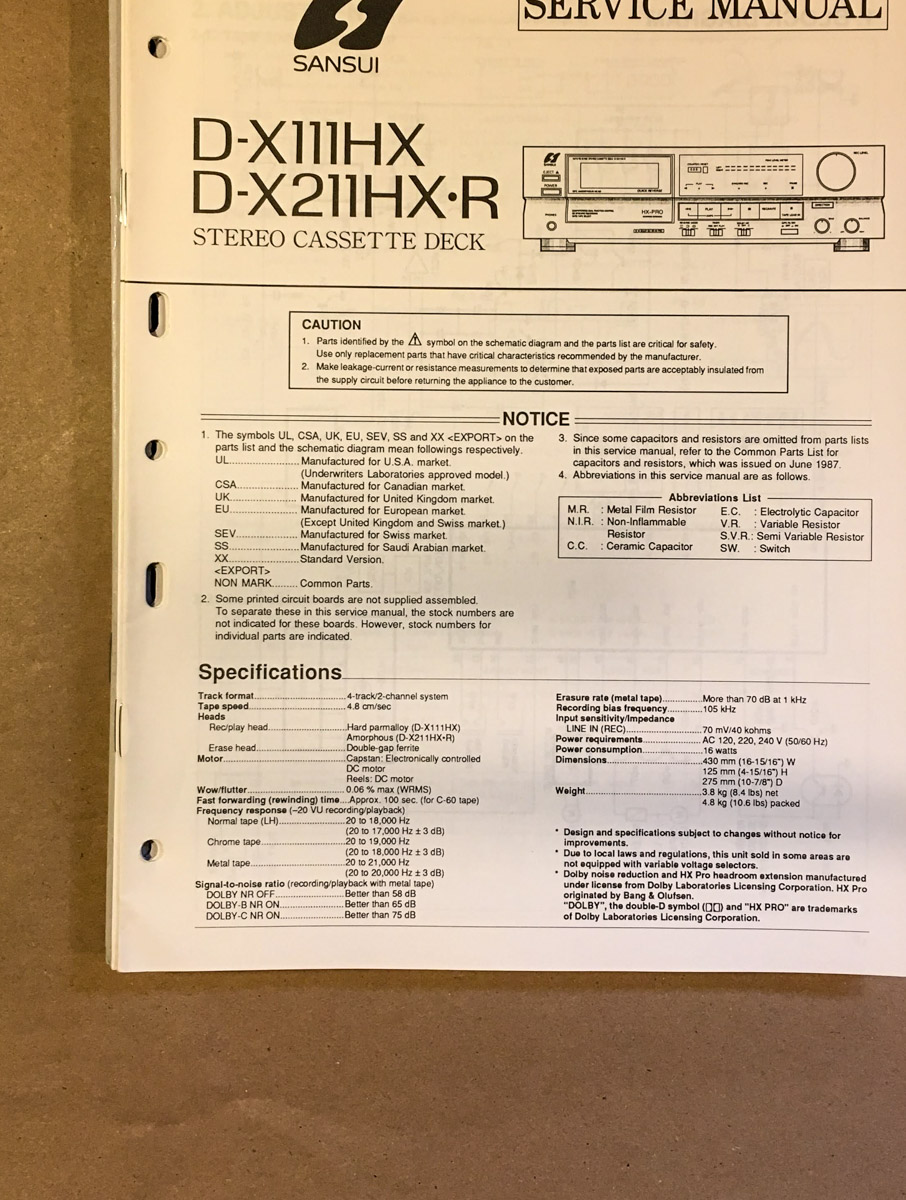 SERVICE MANUAL
SANSUI
D-X111HX
D-X211HX•R
STEREO CASSETTE DECK
SANSUI
EJECT
POWER
PHONES
QUICK REVERSE
HX-PRO
REC LEVEL
CAUTION
1. Parts identified by the ⚠ symbol on the schematic diagram and the parts list are critical for safety.
Use only replacement parts that have critical characteristics recommended by the manufacturer.
2. Make leakage-current or resistance measurements to determine that exposed parts are acceptably insulated from
the supply circuit before returning the appliance to the customer.
NOTICE
1. The symbols UL, CSA, UK, EU, SEV, SS and XX <EXPORT> on the
parts list and the schematic diagram mean followings respectively.
UL........................Manufactured for U.S.A. market.
(Underwriters Laboratories approved model.)
CSA.....................Manufactured for Canadian market.
UK.......................Manufactured for United Kingdom market.
EU.......................Manufactured for European market.
(Except United Kingdom and Swiss market.)
SEV.....................Manufactured for Swiss market.
SS.......................Manufactured for Saudi Arabian market.
XX.......................Standard Version.
<EXPORT>
NON MARK.........Common Parts.
2. Some printed circuit boards are not supplied assembled.
To separate these in this service manual, the stock numbers are
not indicated for these boards. However, stock numbers for
individual parts are indicated.
3. Since some capacitors and resistors are omitted from parts lists
in this service manual, refer to the Common Parts List for
capacitors and resistors, which was issued on June 1987.
4. Abbreviations in this service manual are as follows.
Abbreviations List
M.R. : Metal Film Resistor
N.I.R. : Non-Inflammable
Resistor
C.C. : Ceramic Capacitor
E.C. : Electrolytic Capacitor
V.R. : Variable Resistor
S.V.R.: Semi Variable Resistor
SW. : Switch
Specifications
Track format..............................4-track/2-channel system
Tape speed...............................4.8 cm/sec
Heads
Rec/play head..........................Hard parmalloy (D-X111HX)
Amorphous (D-X211HX•R)
Erase head..............................Double-gap ferrite
Motor........................................Capstan: Electronically controlled
DC motor
Reels: DC motor
Wow/flutter...............................0.06 % max (WRMS)
Fast forwarding (rewinding) time....Approx. 100 sec. (for C-60 tape)
Frequency response (–20 VU recording/playback)
Normal tape (LH)......................20 to 18,000 Hz
(20 to 17,000 Hz ± 3 dB)
Chrome tape............................20 to 19,000 Hz
(20 to 18,000 Hz ± 3 dB)
Metal tape...............................20 to 21,000 Hz
(20 to 20,000 Hz ± 3 dB)
Signal-to-noise ratio (recording/playback with metal tape)
DOLBY NR OFF.......................Better than 58 dB
DOLBY-B NR ON.....................Better than 65 dB
DOLBY-C NR ON.....................Better than 75 dB
Erasure rate (metal tape).............More than 70 dB at 1 kHz
Recording bias frequency............105 kHz
Input sensitivity/Impedance
LINE IN (REC)..........................70 mV/40 kohms
Power requirements...................AC 120, 220, 240 V (50/60 Hz)
Power consumption....................16 watts
Dimensions...............................430 mm (16-15/16") W
125 mm (4-15/16") H
275 mm (10-7/8") D
Weight......................................3.8 kg (8.4 lbs) net
4.8 kg (10.6 lbs) packed
* Design and specifications subject to changes without notice for
improvements.
* Due to local laws and regulations, this unit sold in some areas are
not equipped with variable voltage selectors.
* Dolby noise reduction and HX Pro headroom extension manufactured
under license from Dolby Laboratories Licensing Corporation. HX Pro
originated by Bang & Olufsen.
"DOLBY", the double-D symbol (▯▯) and "HX PRO" are trademarks
of Dolby Laboratories Licensing Corporation.